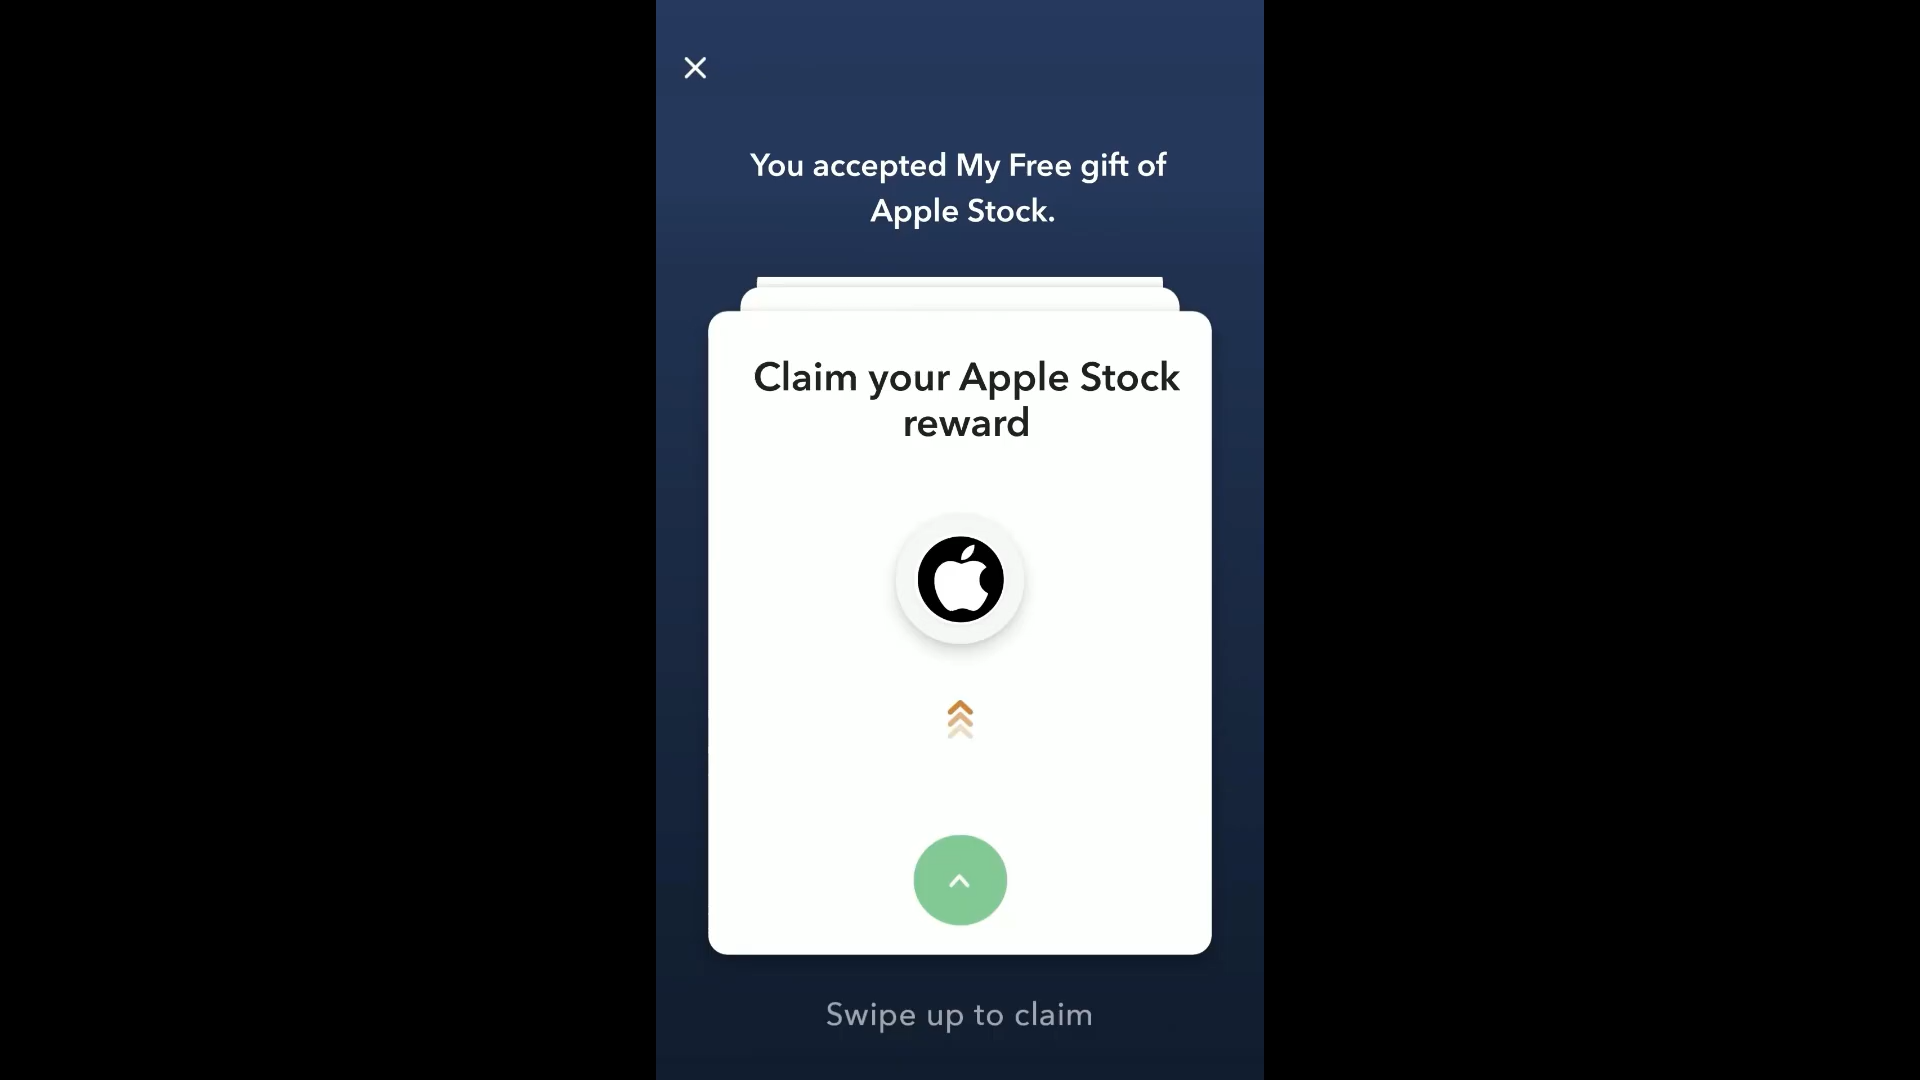 You accepted My Free gift of
Apple Stock.
Claim your Apple Stock
reward
Swipe up to claim